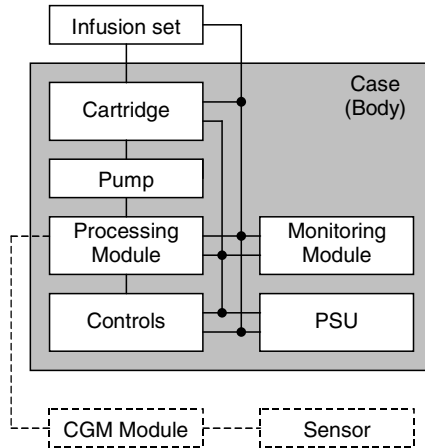 Infusion set
Case
(Body)
Cartridge
Pump
Processing
Module
Monitoring
Module
Controls
PSU
CGM Module
Sensor